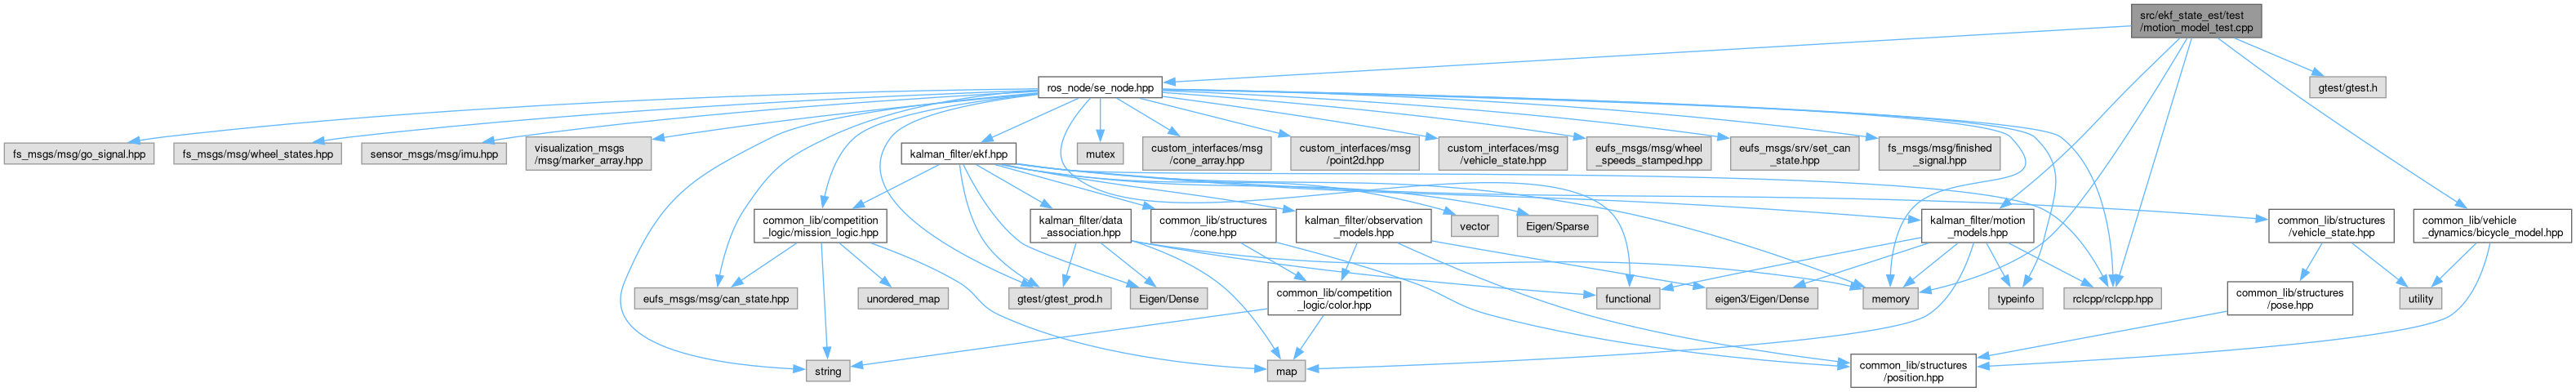 src/ekf_state_est/test
/motion_model_test.cpp
ros_node/se_node.hpp
gtest/gtest.h
fs_msgs/msg/go_signal.hpp
fs_msgs/msg/wheel_states.hpp
sensor_msgs/msg/imu.hpp
visualization_msgs
/msg/marker_array.hpp
kalman_filter/ekf.hpp
mutex
custom_interfaces/msg
/cone_array.hpp
custom_interfaces/msg
/point2d.hpp
custom_interfaces/msg
/vehicle_state.hpp
eufs_msgs/msg/wheel
_speeds_stamped.hpp
eufs_msgs/srv/set_can
_state.hpp
fs_msgs/msg/finished
_signal.hpp
common_lib/competition
_logic/mission_logic.hpp
kalman_filter/data
_association.hpp
common_lib/structures
/cone.hpp
kalman_filter/observation
_models.hpp
vector
Eigen/Sparse
kalman_filter/motion
_models.hpp
common_lib/structures
/vehicle_state.hpp
common_lib/vehicle
_dynamics/bicycle_model.hpp
eufs_msgs/msg/can_state.hpp
unordered_map
gtest/gtest_prod.h
Eigen/Dense
common_lib/competition
_logic/color.hpp
functional
eigen3/Eigen/Dense
memory
typeinfo
rclcpp/rclcpp.hpp
common_lib/structures
/pose.hpp
utility
string
map
common_lib/structures
/position.hpp